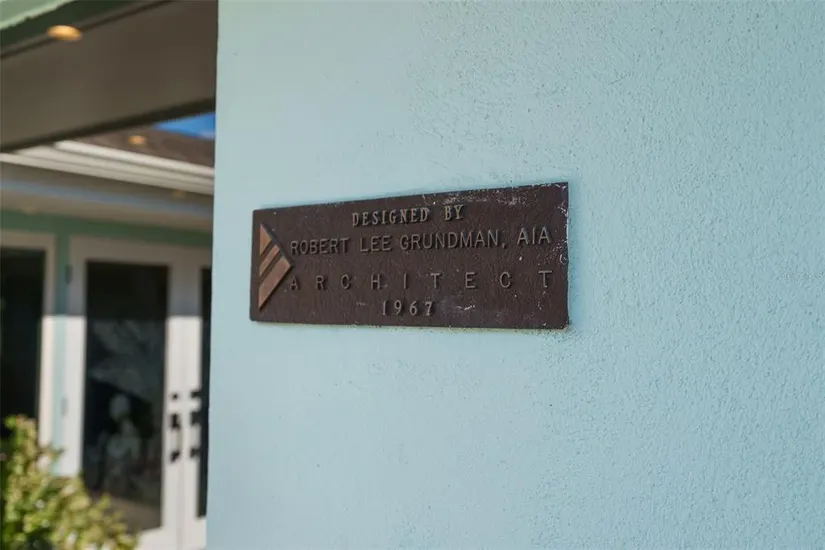 DESIGNED BY
ROBERT LEE GRUNDMAN, AIA
ARCHITECT
1967